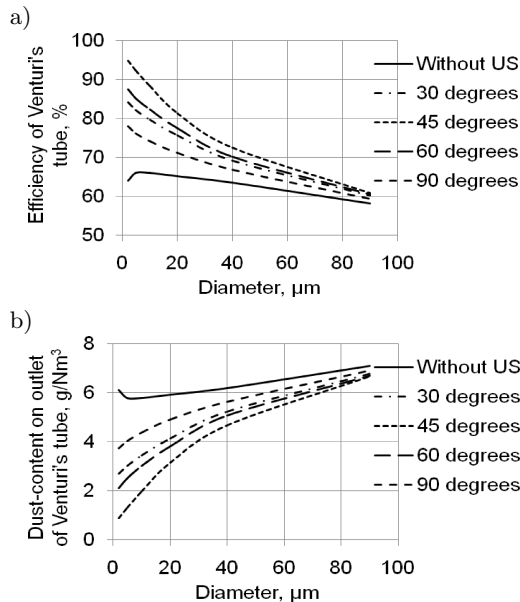 a)
Efficiency of Venturi's
tube, %
100
90
80
70
60
50
0 20 40 60 80 100
Diameter, μm
Without US
30 degrees
45 degrees
60 degrees
90 degrees
b)
Dust-content on outlet
of Venturi's tube, g/Nm³
8
6
4
2
0
0 20 40 60 80 100
Diameter, μm
Without US
30 degrees
45 degrees
60 degrees
90 degrees